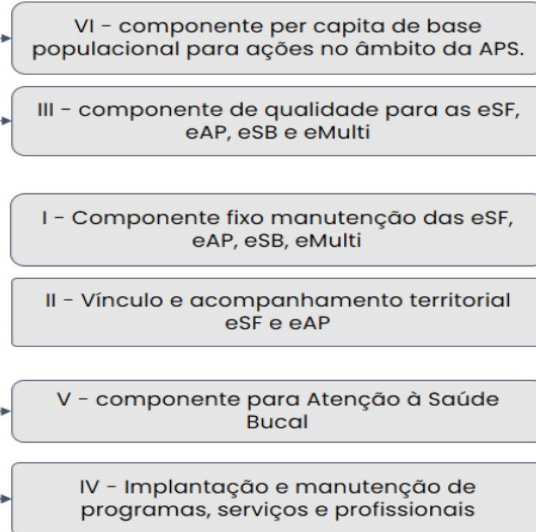 VI - componente per capita de base
populacional para ações no âmbito da APS.
III - componente de qualidade para as eSF,
eAP, eSB e eMulti
I - Componente fixo manutenção das eSF,
eAP, eSB, eMulti
II - Vínculo e acompanhamento territorial
eSF e eAP
V - componente para Atenção à Saúde
Bucal
IV - Implantação e manutenção de
programas, serviços e profissionais